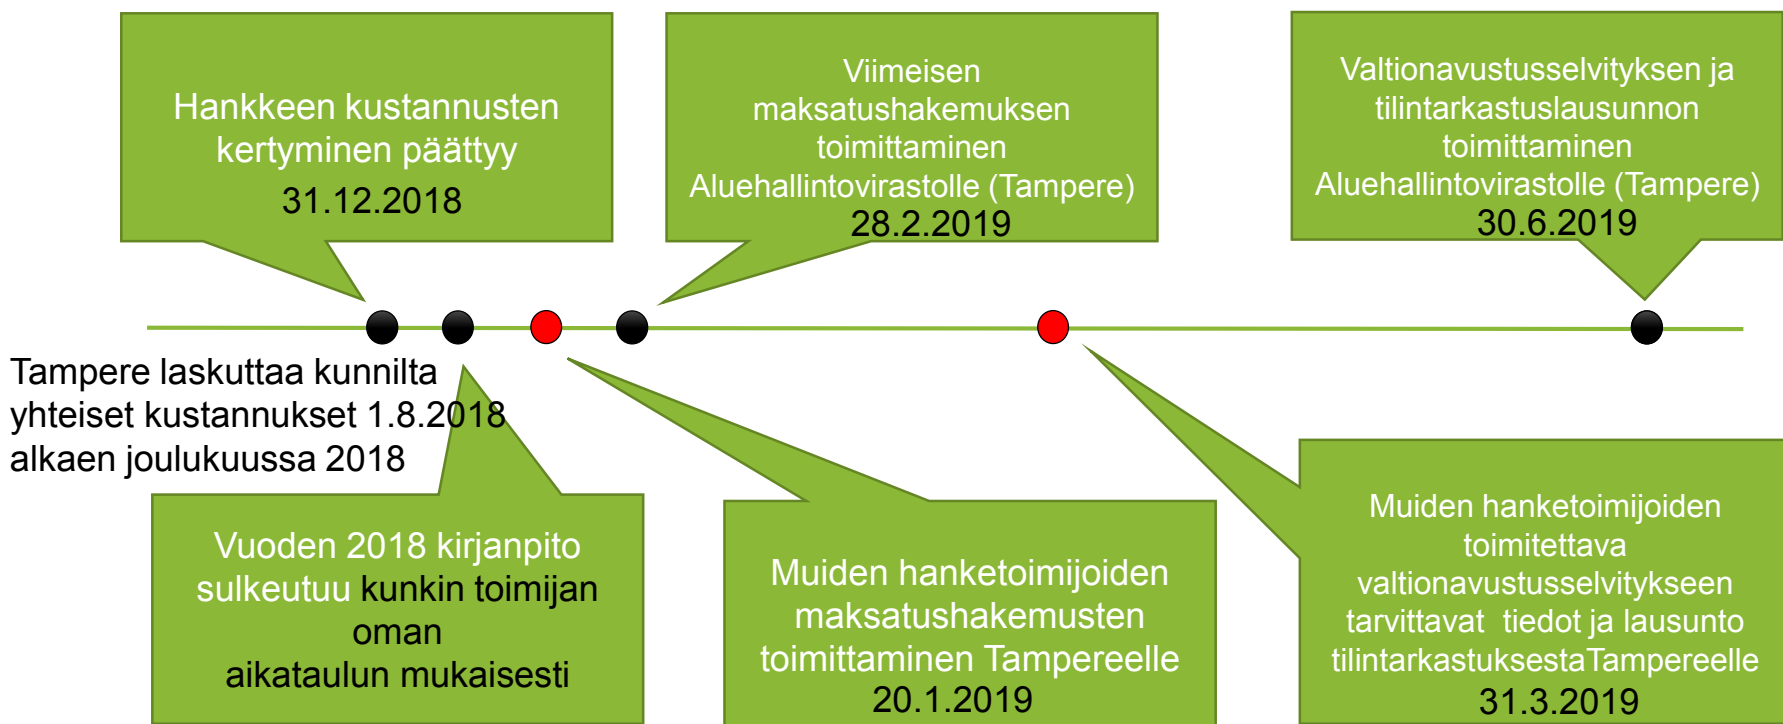 Hankkeen kustannusten
kertyminen päättyy
31.12.2018
Viimeisen
maksatushakemuksen
toimittaminen
Aluehallintovirastolle (Tampere)
28.2.2019
Valtionavustusselvityksen ja
tilintarkastuslausunnon
toimittaminen
Aluehallintovirastolle (Tampere)
30.6.2019
Tampere laskuttaa kunnilta
yhteiset kustannukset 1.8.2018
alkaen joulukuussa 2018
Vuoden 2018 kirjanpito
sulkeutuu kunkin toimijan
oman
aikataulun mukaisesti
Muiden hanketoimijoiden
maksatushakemusten
toimittaminen Tampereelle
20.1.2019
Muiden hanketoimijoiden
toimitettava
valtionavustusselvitykseen
tarvittavat  tiedot ja lausunto
tilintarkastuksestaTampereelle
31.3.2019